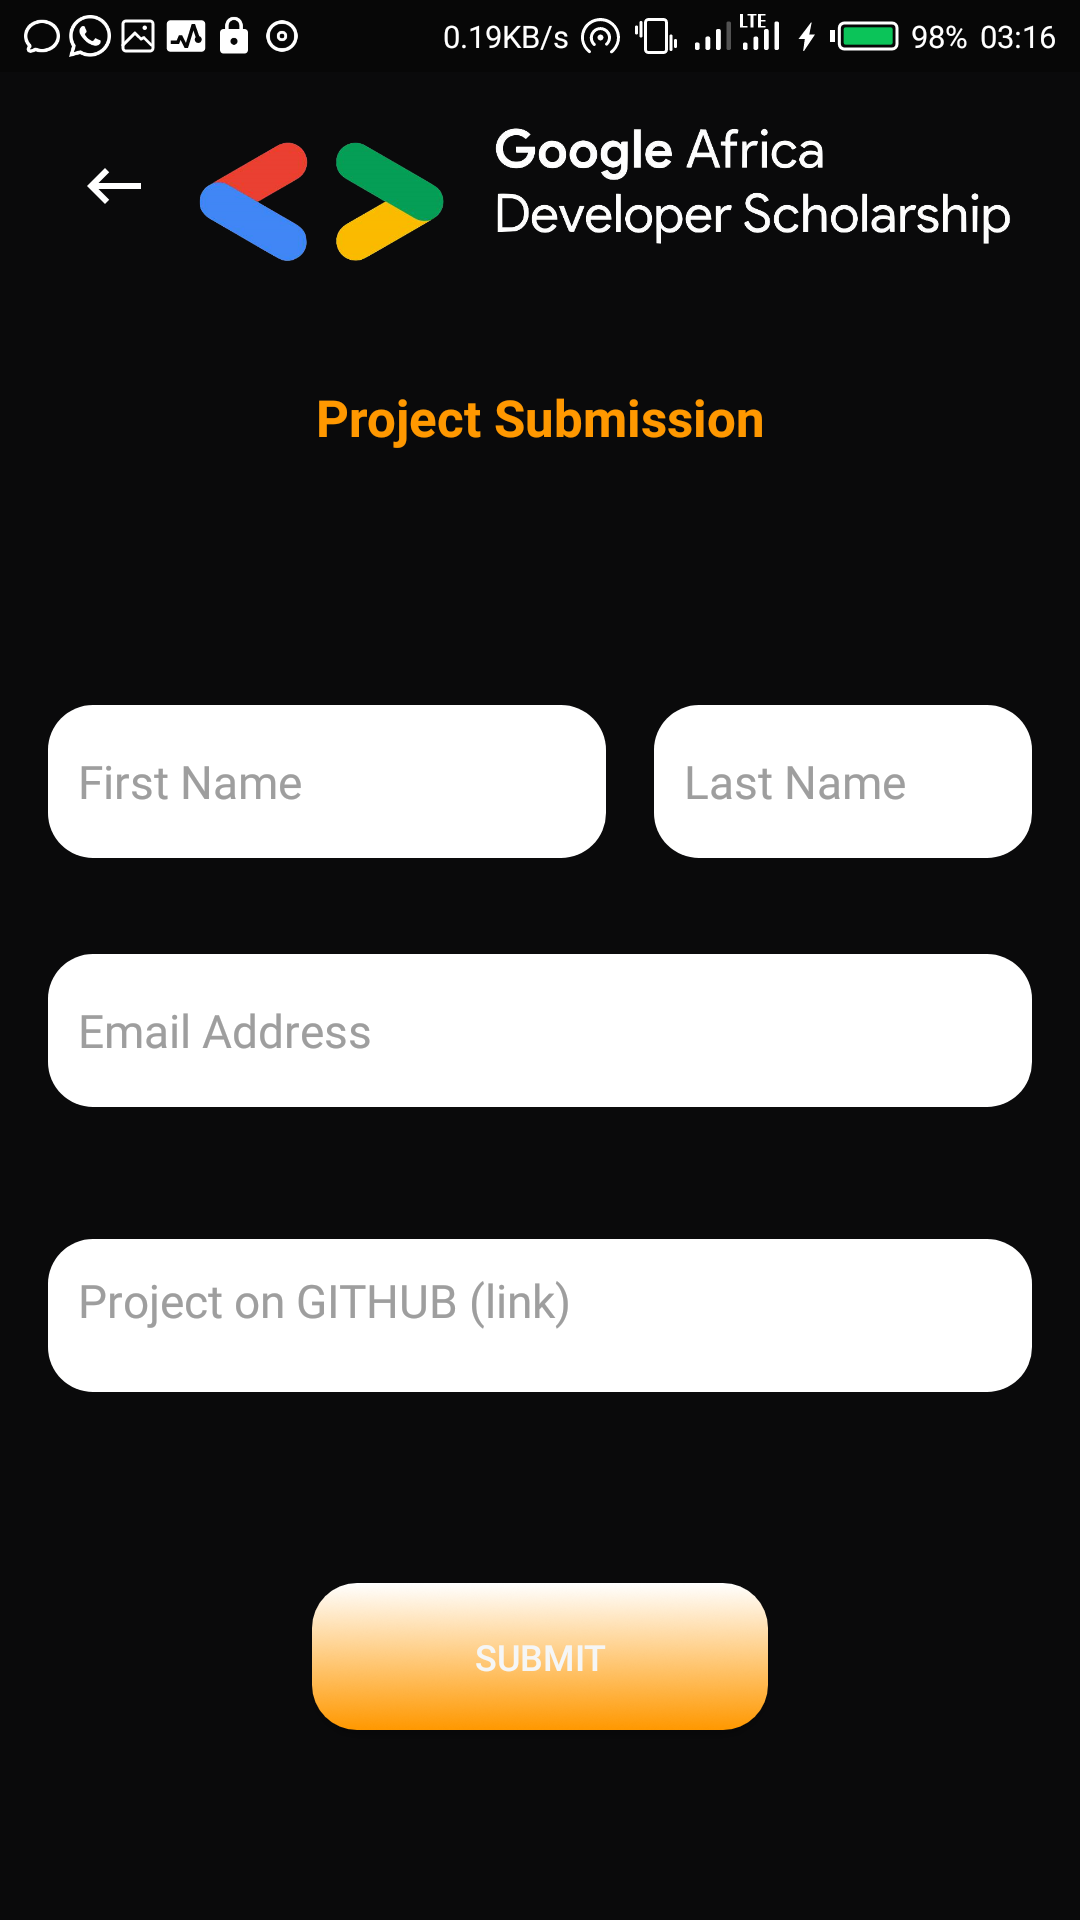 0.19KB/s LTE 98% 03:16
Google Africa
Developer Scholarship
Project Submission
First Name Last Name
Email Address
Project on GITHUB (link)
SUBMIT